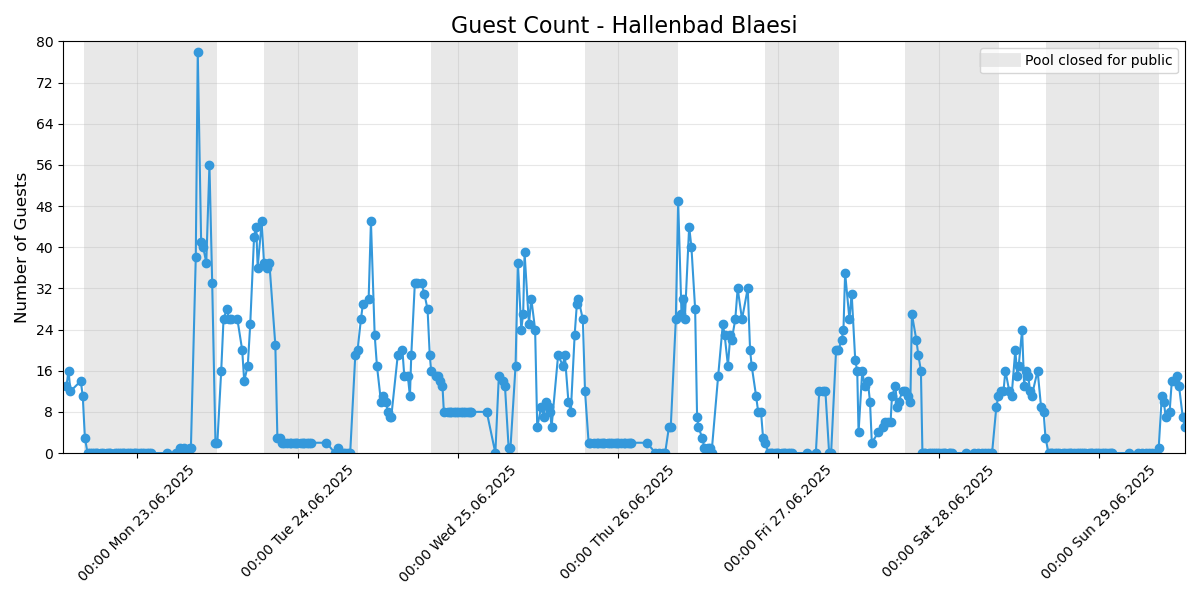 Guest Count - Hallenbad Blaesi
Pool closed for public
Number of Guests
80
72
64
56
48
40
32
24
16
8
0
00:00 Mon 23.06.2025
00:00 Tue 24.06.2025
00:00 Wed 25.06.2025
00:00 Thu 26.06.2025
00:00 Fri 27.06.2025
00:00 Sat 28.06.2025
00:00 Sun 29.06.2025